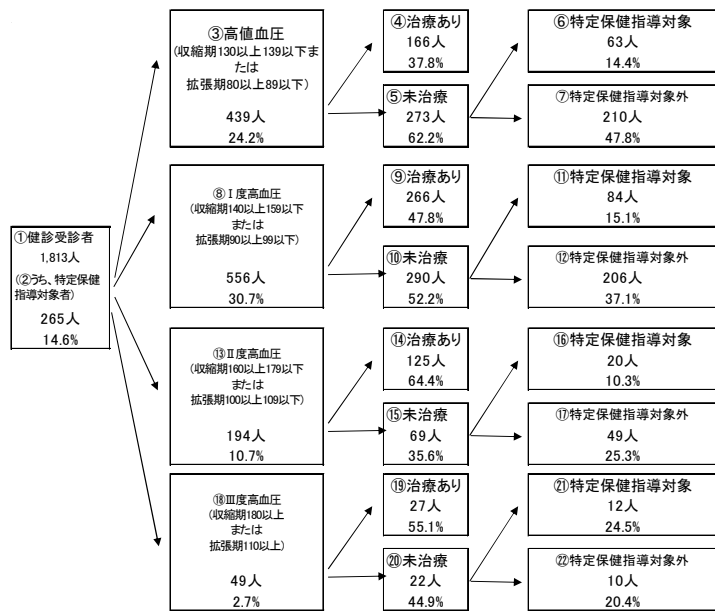 ①健診受診者
1,813人
(②うち、特定保健
指導対象者)
265人
14.6%
③高値血圧
(収縮期130以上139以下ま
たは
拡張期80以上89以下)
439人
24.2%
④治療あり
166人
37.8%
⑤未治療
273人
62.2%
⑥特定保健指導対象
63人
14.4%
⑦特定保健指導対象外
210人
47.8%
⑧Ⅰ度高血圧
(収縮期140以上159以下
または
拡張期90以上99以下)
556人
30.7%
⑨治療あり
266人
47.8%
⑩未治療
290人
52.2%
⑪特定保健指導対象
84人
15.1%
⑫特定保健指導対象外
206人
37.1%
⑬Ⅱ度高血圧
(収縮期160以上179以下
または
拡張期100以上109以下)
194人
10.7%
⑭治療あり
125人
64.4%
⑮未治療
69人
35.6%
⑯特定保健指導対象
20人
10.3%
⑰特定保健指導対象外
49人
25.3%
⑱Ⅲ度高血圧
(収縮期180以上
または
拡張期110以上)
49人
2.7%
⑲治療あり
27人
55.1%
⑳未治療
22人
44.9%
㉑特定保健指導対象
12人
24.5%
㉒特定保健指導対象外
10人
20.4%